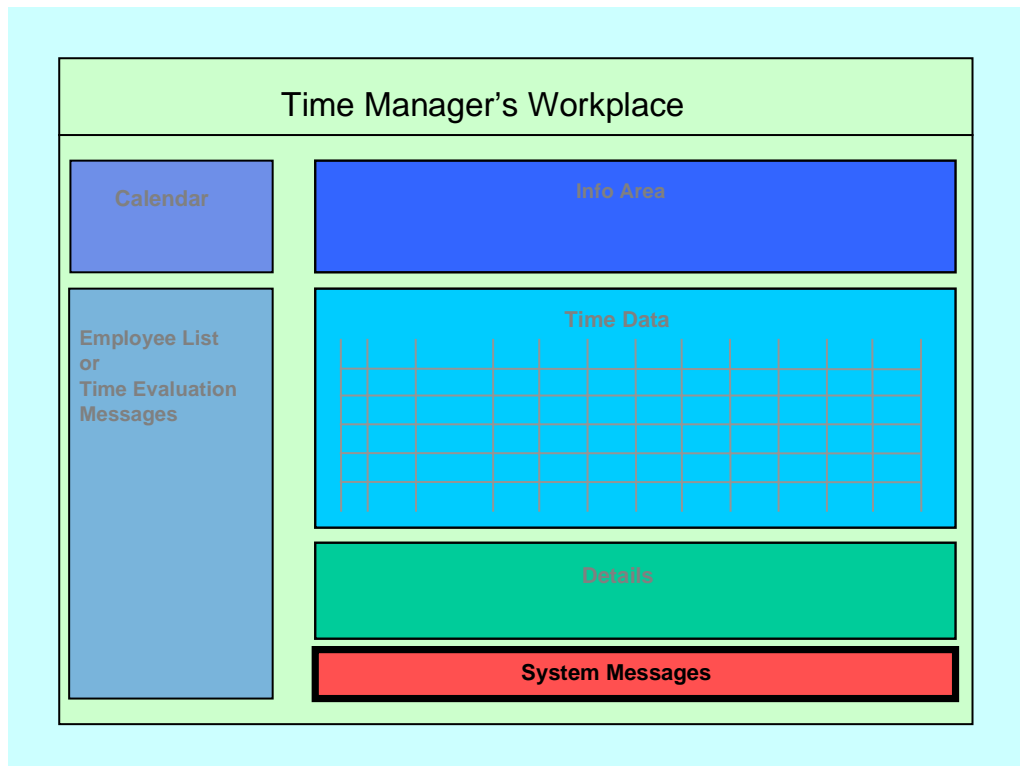 Time Manager’s Workplace
Calendar
Info Area
Employee List
or
Time Evaluation
Messages
Time Data
Details
System Messages